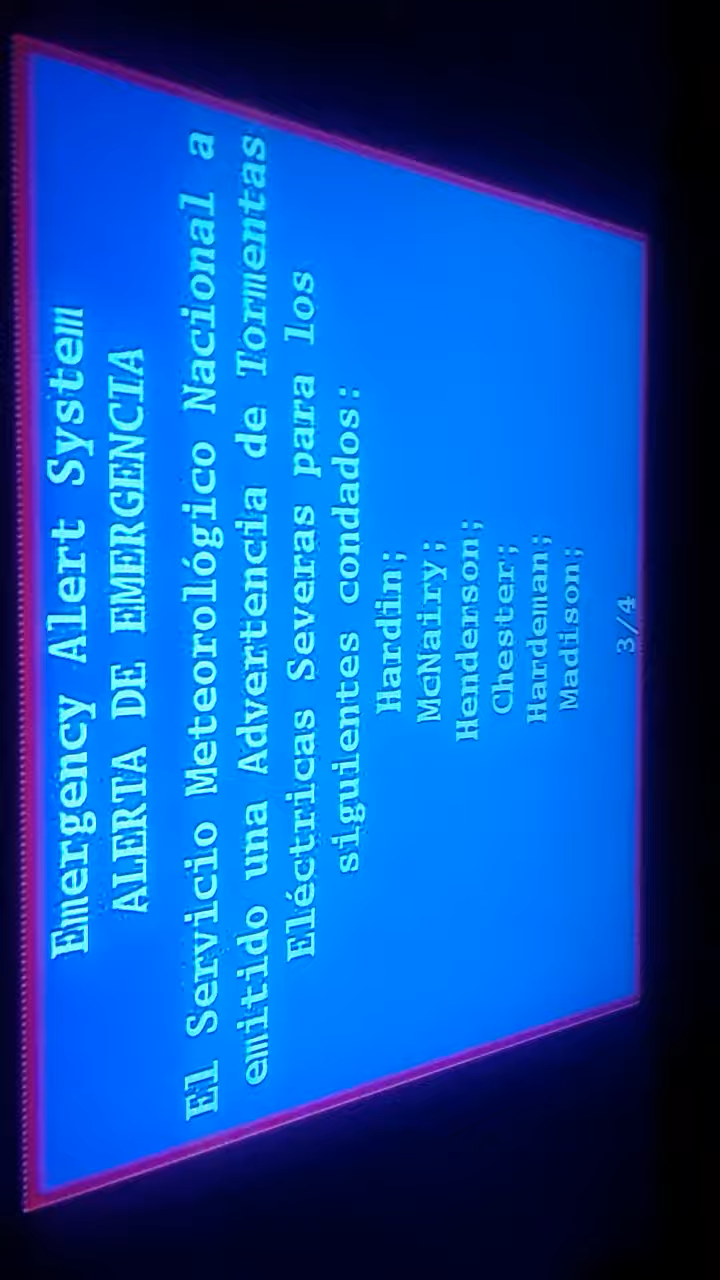 Emergency Alert System
ALERTA DE EMERGENCIA
El Servicio Meteorológico Nacional a
emitido una Advertencia de Tormentas
Eléctricas Severas para los
siguientes condados:
Hardin;
McNairy;
Henderson;
Chester;
Hardeman;
Madison;
3/4